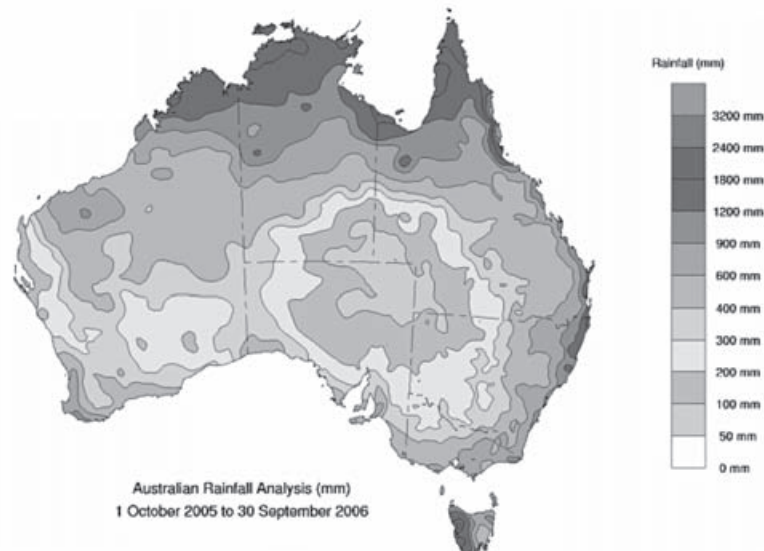 Rainfall (mm)
3200 mm
2400 mm
1800 mm
1200 mm
900 mm
600 mm
400 mm
300 mm
200 mm
100 mm
50 mm
0 mm
Australian Rainfall Analysis (mm)
1 October 2005 to 30 September 2006